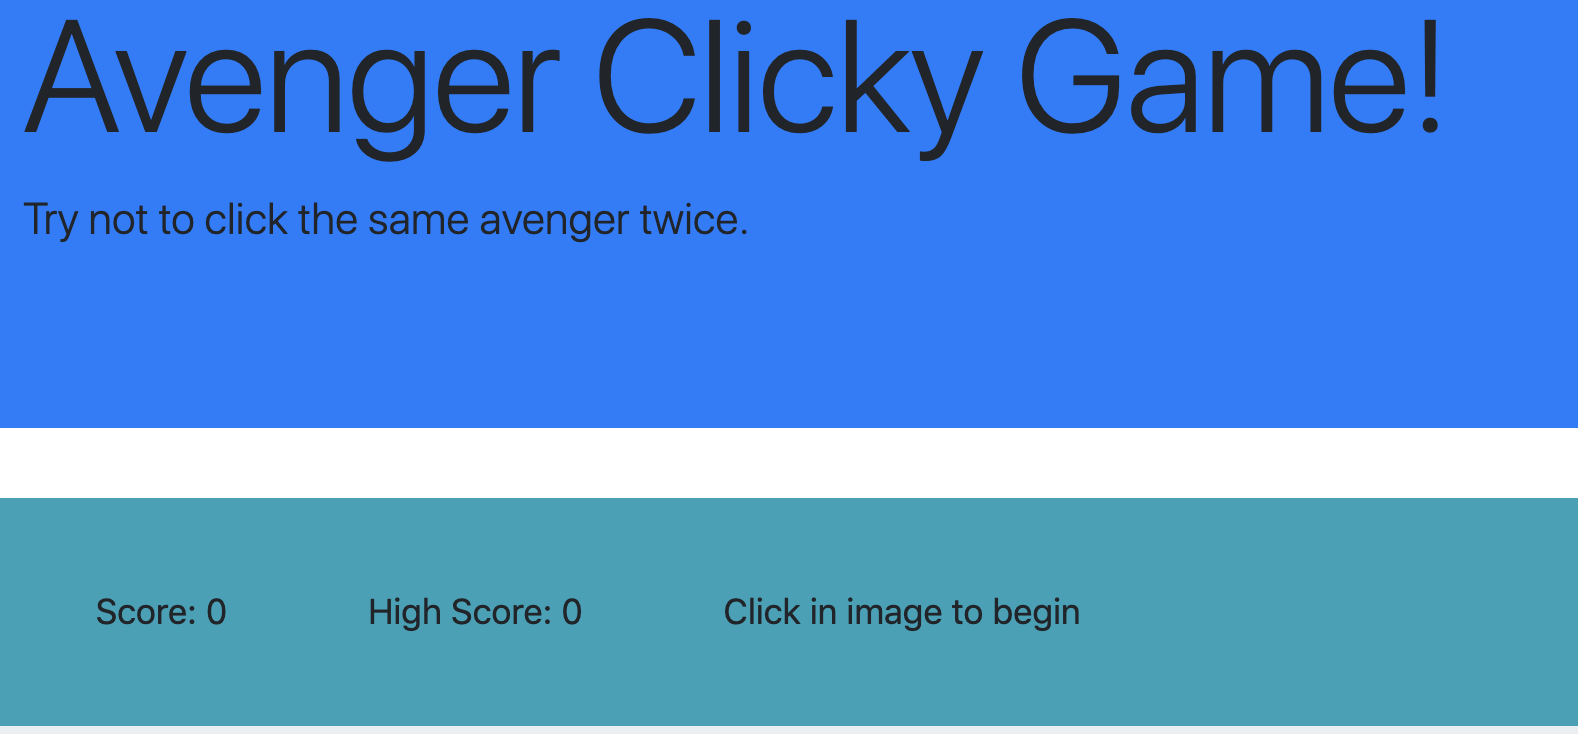 Avenger Clicky Game!
Try not to click the same avenger twice.
Score: 0 High Score: 0 Click in image to begin